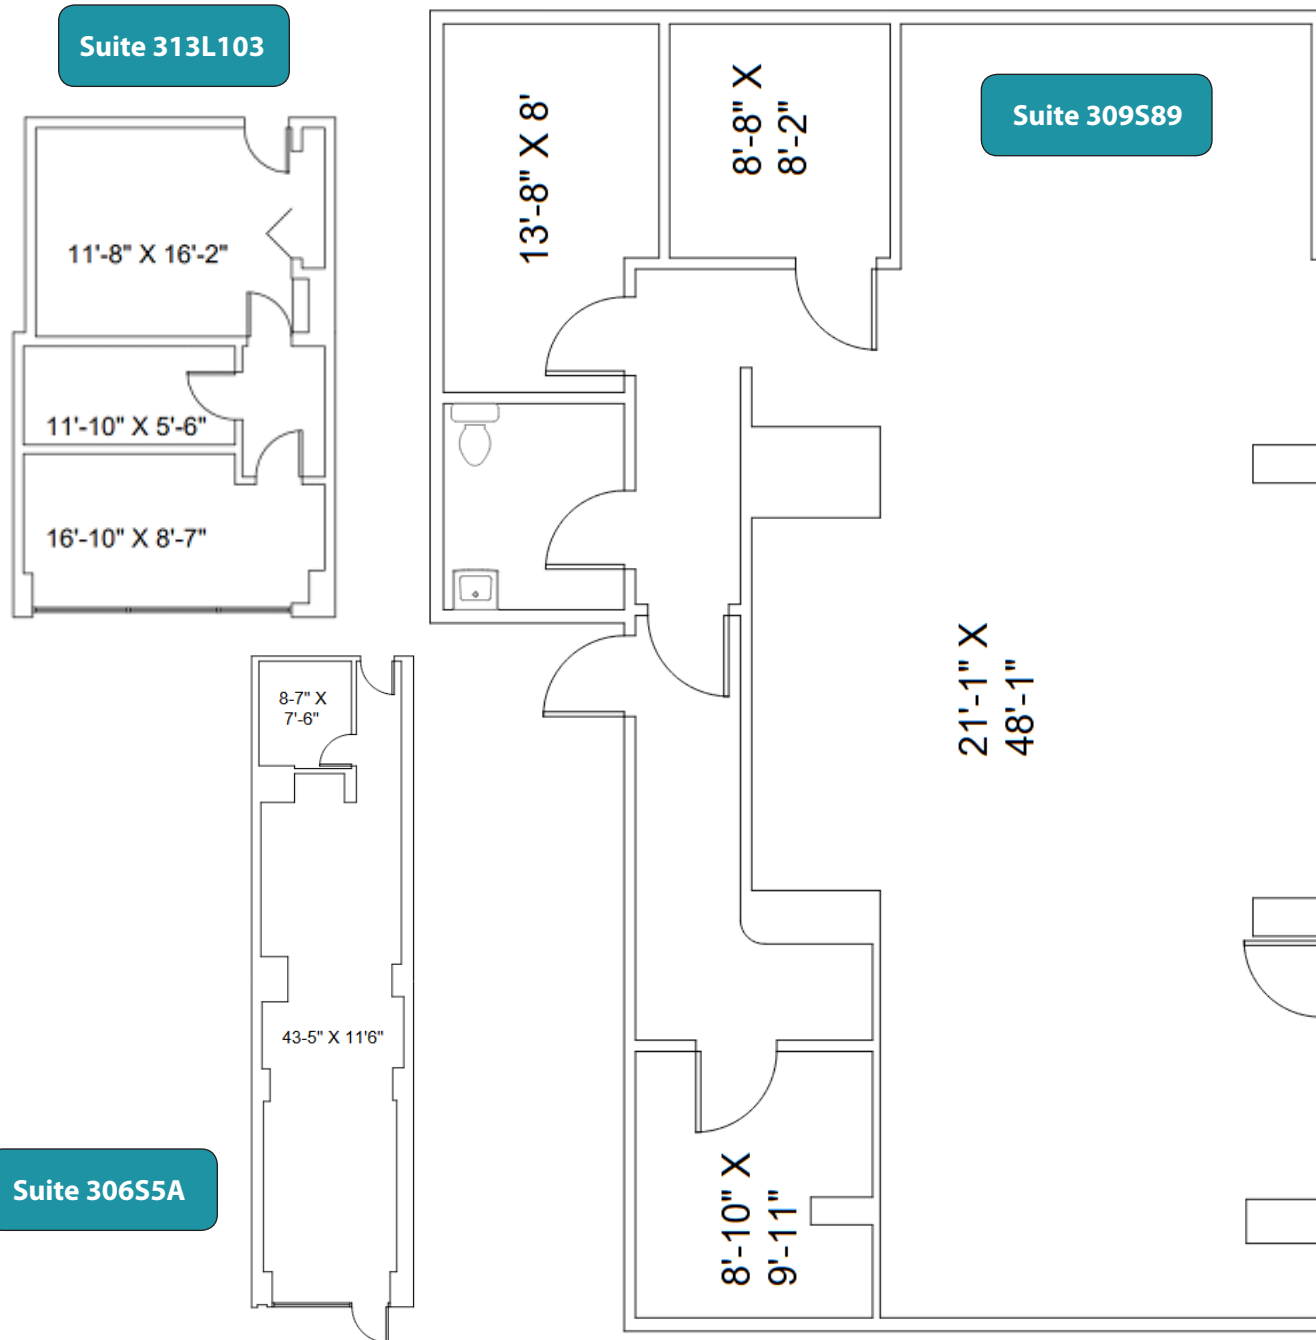 Suite 313L103
11'-8" X 16'-2"
11'-10" X 5'-6"
16'-10" X 8'-7"
8-7" X
7'-6"
43-5" X 11'6"
Suite 306S5A
13'-8" X 8'
8'-8" X
8'-2"
Suite 309S89
21'-1" X
48'-1"
8'-10" X
9'-11"